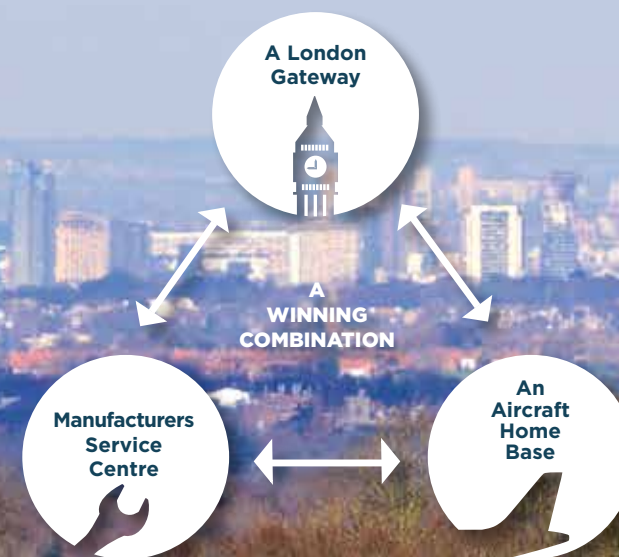 A London
Gateway
A
WINNING
COMBINATION
Manufacturers
Service
Centre
An
Aircraft
Home
Base